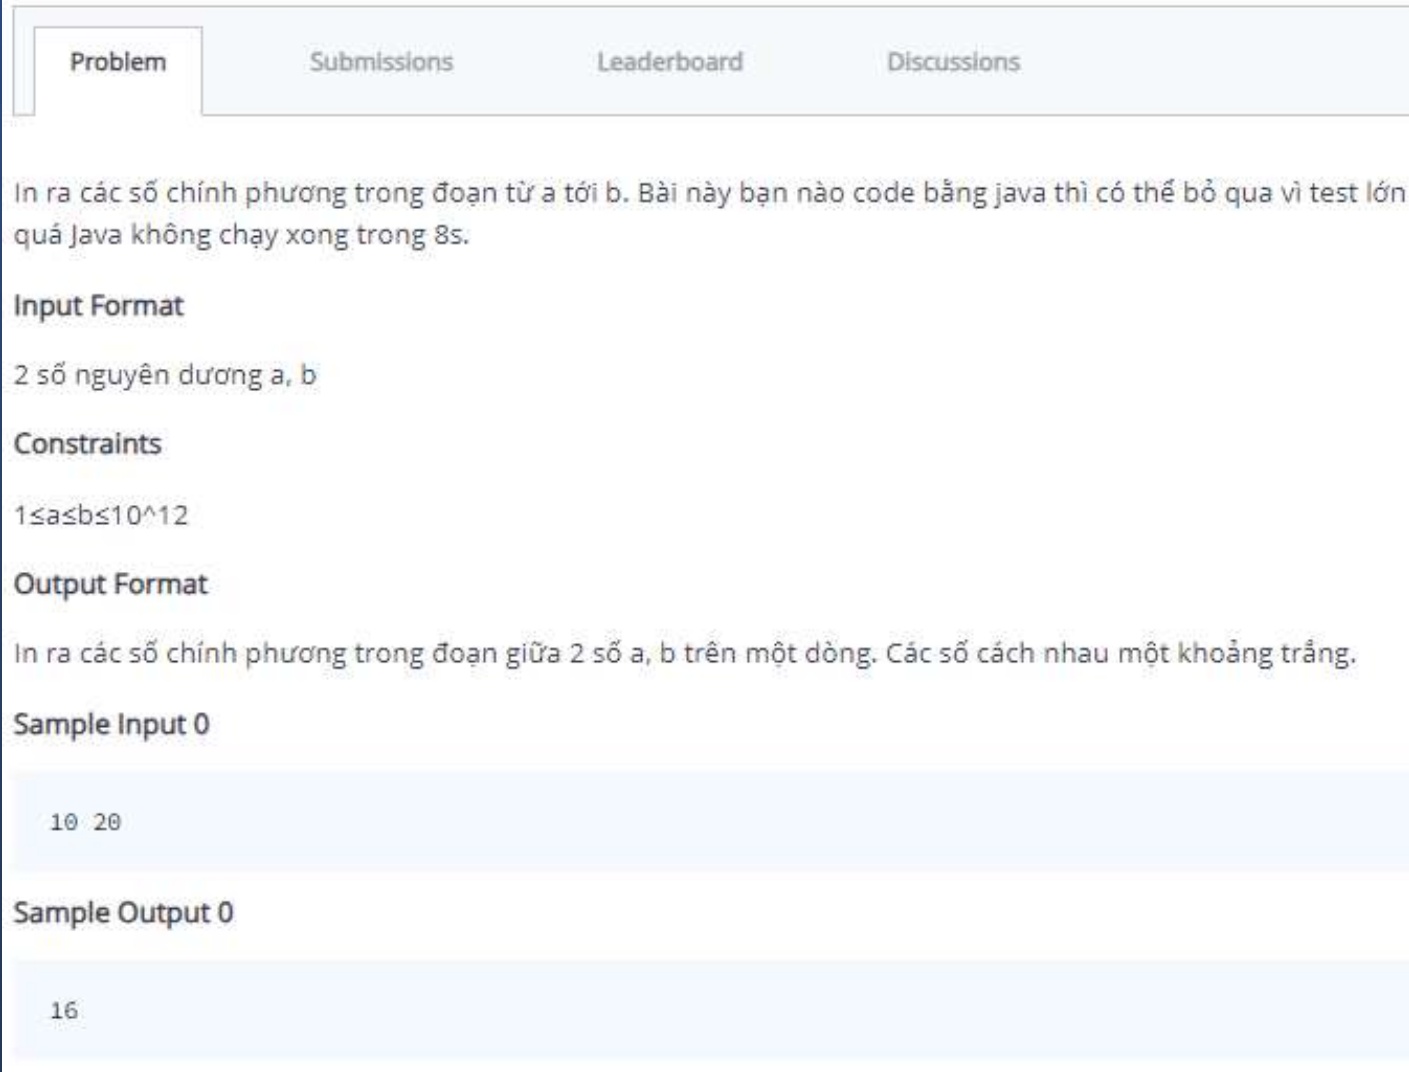 Problem Submissions Leaderboard Discussions
In ra các số chính phương trong đoạn từ a tới b. Bài này bạn nào code bằng java thì có thể bỏ qua vì test lớn
quá Java không chạy xong trong 8s.
Input Format
2 số nguyên dương a, b
Constraints
1≤a≤b≤10^12
Output Format
In ra các số chính phương trong đoạn giữa 2 số a, b trên một dòng. Các số cách nhau một khoảng trắng.
Sample Input 0
10 20
Sample Output 0
16